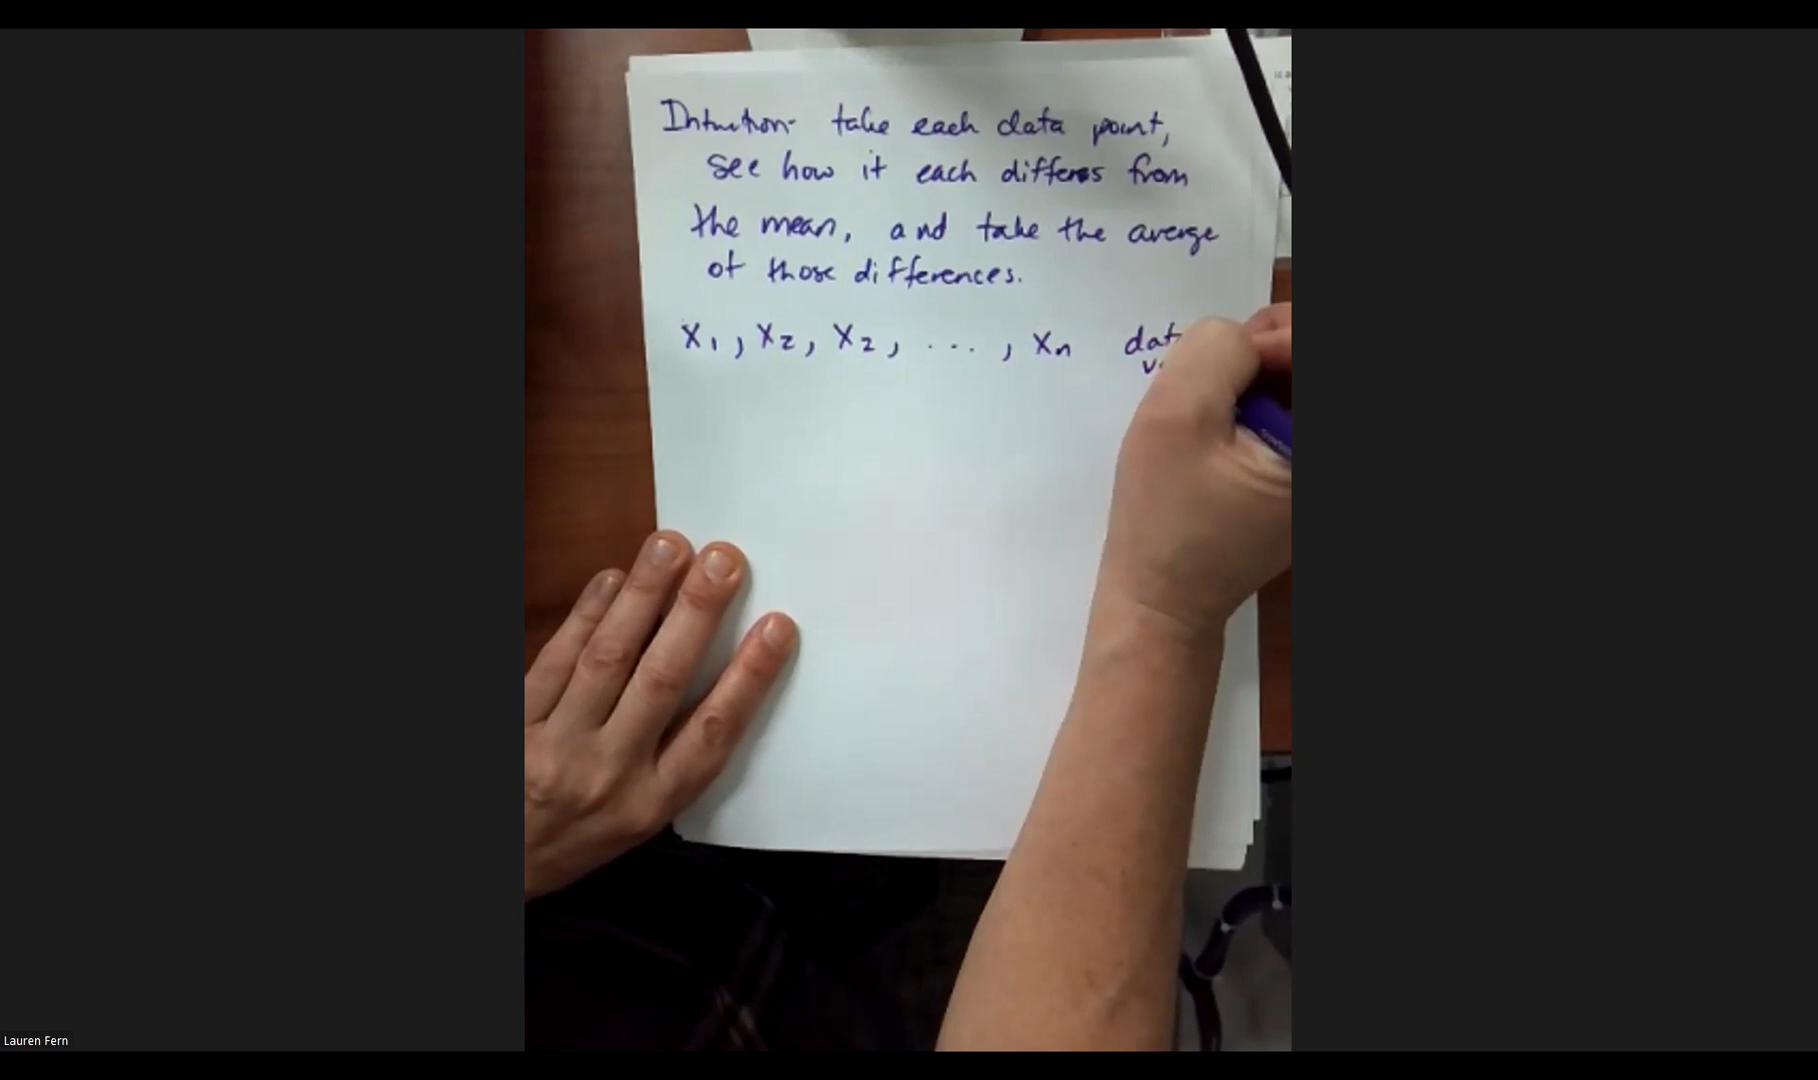 Intuition- take each data point,
see how it each differs from
the mean, and take the average
of those differences.
x₁, x₂, x₂, ..., xₙ
Lauren Fern